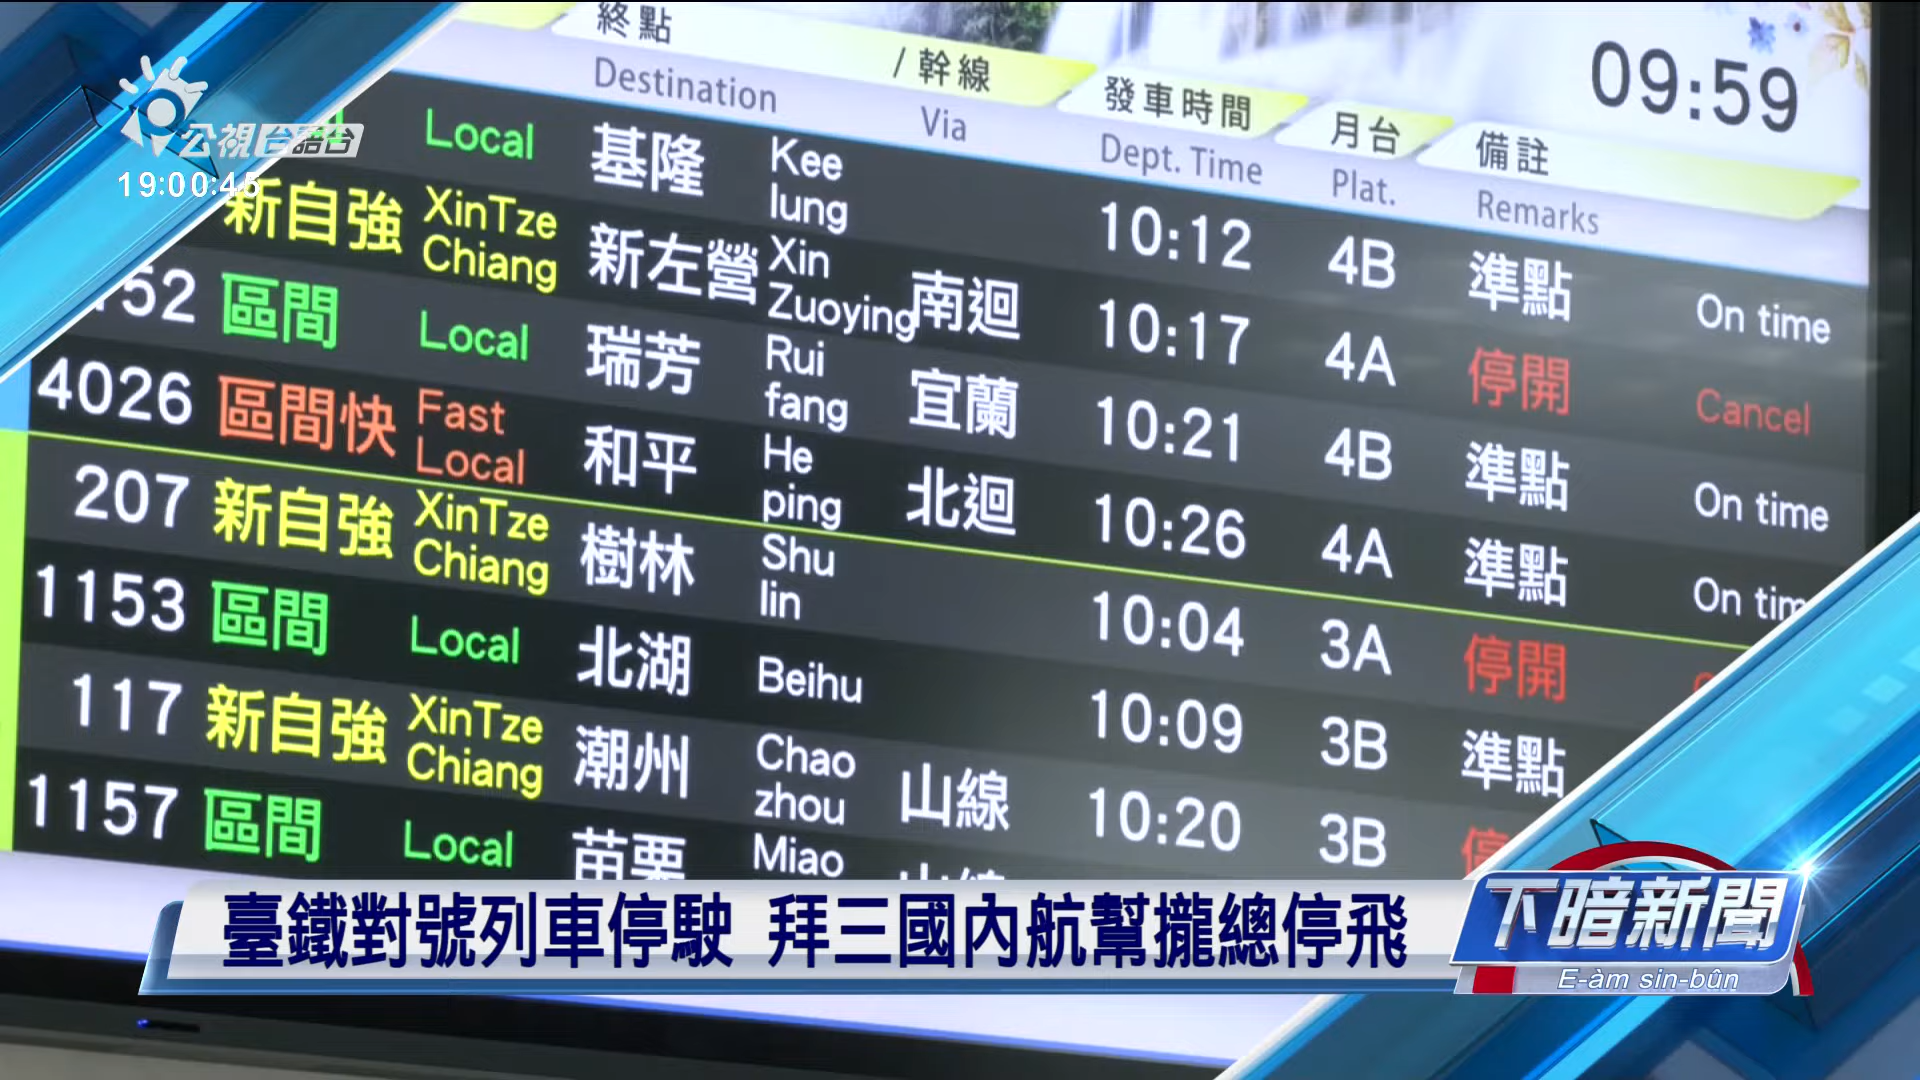 終點 / 幹線 發車時間 月台 備註 09:59
Destination Via Dept. Time Plat. Remarks
公視台語台
19:00:45
Local 基隆 Kee lung 10:12 4B 準點 On time
新自強 XinTze Chiang 新左營 Xin Zuoying 南迴 10:17 4A 停開 Cancel
752 區間 Local 瑞芳 Rui fang 宜蘭 10:21 4B 準點 On time
4026 區間快 Fast Local 和平 He ping 北迴 10:26 4A 準點 On time
207 新自強 XinTze Chiang 樹林 Shu lin 10:04 3A 停開
1153 區間 Local 北湖 Beihu 10:09 3B 準點
117 新自強 XinTze Chiang 潮州 Chao zhou 山線 10:20 3B 停
1157 區間 Local 苗栗 Miao 山線
臺鐵對號列車停駛 拜三國內航幫攏總停飛
下暗新聞
E-àm sin-bûn